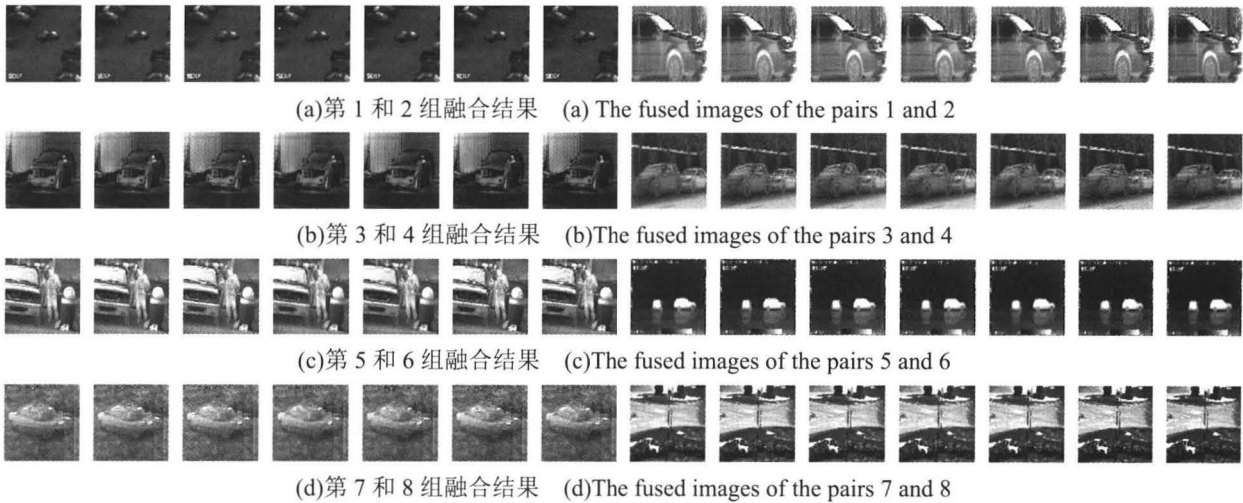 (a)第 1 和 2 组融合结果 (a) The fused images of the pairs 1 and 2
(b)第 3 和 4 组融合结果 (b)The fused images of the pairs 3 and 4
(c)第 5 和 6 组融合结果 (c)The fused images of the pairs 5 and 6
(d)第 7 和 8 组融合结果 (d)The fused images of the pairs 7 and 8